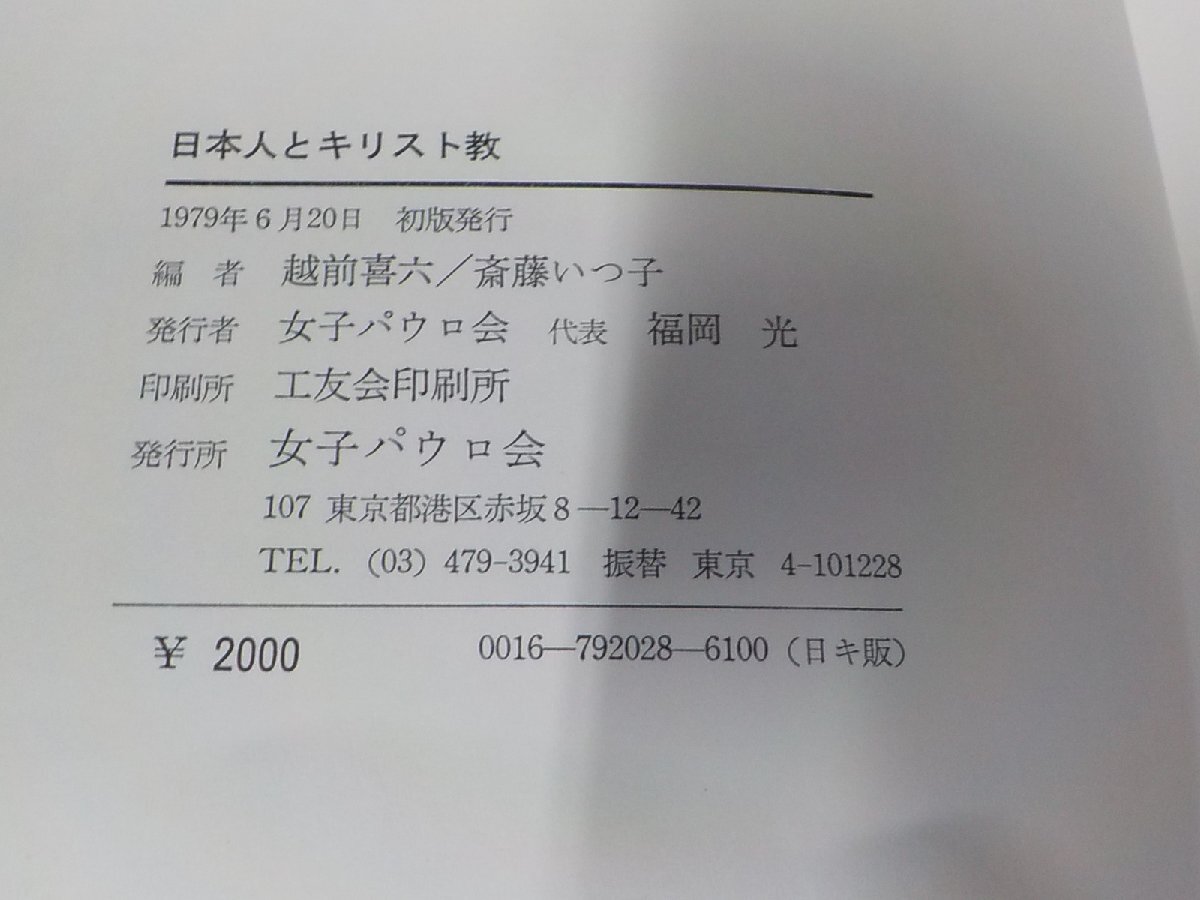 日本人とキリスト教
1979年6月20日　初版発行
編　者　越前喜六／斎藤いつ子
発行者　女子パウロ会　代表　福岡　光
印刷所　工友会印刷所
発行所　女子パウロ会
107 東京都港区赤坂8―12―42
TEL. (03) 479-3941　振替　東京　4-101228
¥ 2000　0016―792028―6100（日キ販）